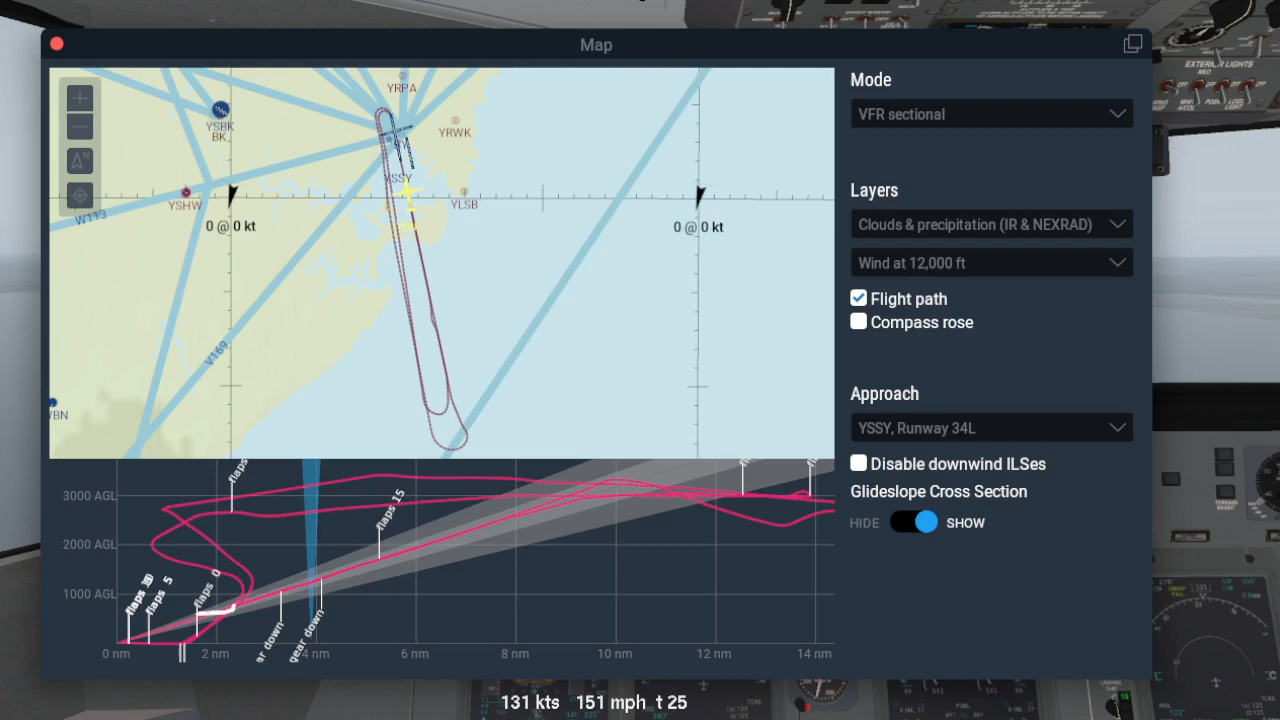 Map
YRPA
YSBK
BK
YRWK
YSSY
YSHW
YLSB
W113
0 @ 0 kt
0 @ 0 kt
V169
3000 AGL
2000 AGL
1000 AGL
flaps
flaps 15
flaps 5
flaps 0
gear down
0 nm
2 nm
4 nm
6 nm
8 nm
10 nm
12 nm
14 nm
Mode
VFR sectional
Layers
Clouds & precipitation (IR & NEXRAD)
Wind at 12,000 ft
Flight path
Compass rose
Approach
YSSY, Runway 34L
Disable downwind ILSes
Glideslope Cross Section
HIDE SHOW
EXTERIOR LIGHTS
131 kts 151 mph t 25